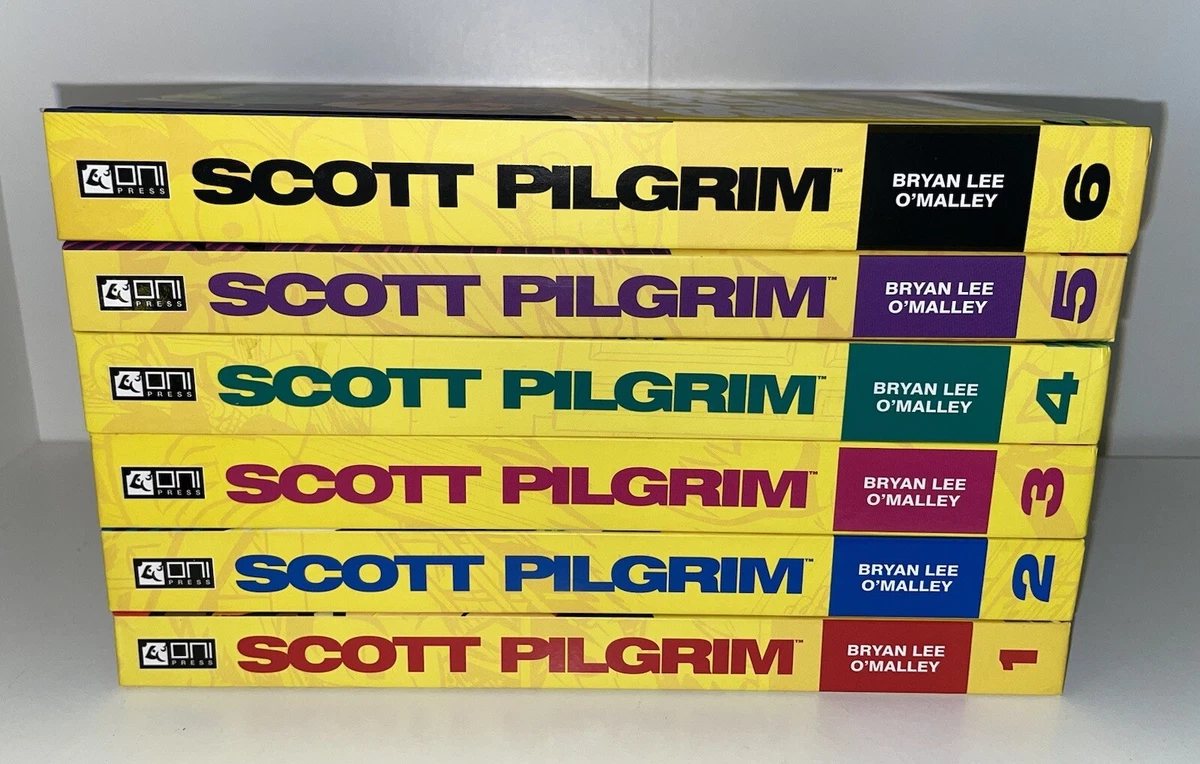 ONI
PRESS
SCOTT PILGRIM™
BRYAN LEE
O'MALLEY
6
ONI
PRESS
SCOTT PILGRIM™
BRYAN LEE
O'MALLEY
5
ONI
PRESS
SCOTT PILGRIM™
BRYAN LEE
O'MALLEY
4
ONI
PRESS
SCOTT PILGRIM™
BRYAN LEE
O'MALLEY
3
ONI
PRESS
SCOTT PILGRIM™
BRYAN LEE
O'MALLEY
2
ONI
PRESS
SCOTT PILGRIM™
BRYAN LEE
O'MALLEY
1